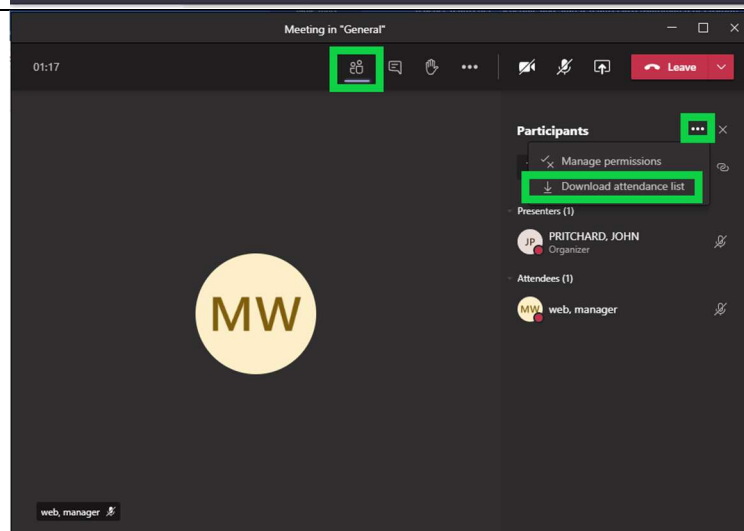 Meeting in "General"
01:17
Leave
Participants
Manage permissions
Download attendance list
Presenters (1)
JP
PRITCHARD, JOHN
Organizer
Attendees (1)
MW
web, manager
MW
web, manager